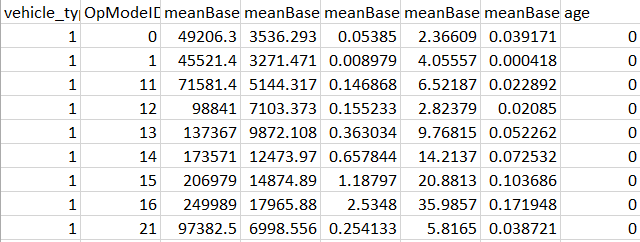 vehicle_typ OpModeID meanBase meanBase meanBase meanBase meanBase age
1 0 49206.3 3536.293 0.05385 2.36609 0.039171 0
1 1 45521.4 3271.471 0.008979 4.05557 0.000418 0
1 11 71581.4 5144.317 0.146868 6.52187 0.022892 0
1 12 98841 7103.373 0.155233 2.82379 0.02085 0
1 13 137367 9872.108 0.363034 9.76815 0.052262 0
1 14 173571 12473.97 0.657844 14.2137 0.072532 0
1 15 206979 14874.89 1.18797 20.8813 0.103686 0
1 16 249989 17965.88 2.5348 35.9857 0.171948 0
1 21 97382.5 6998.556 0.254133 5.8165 0.038721 0